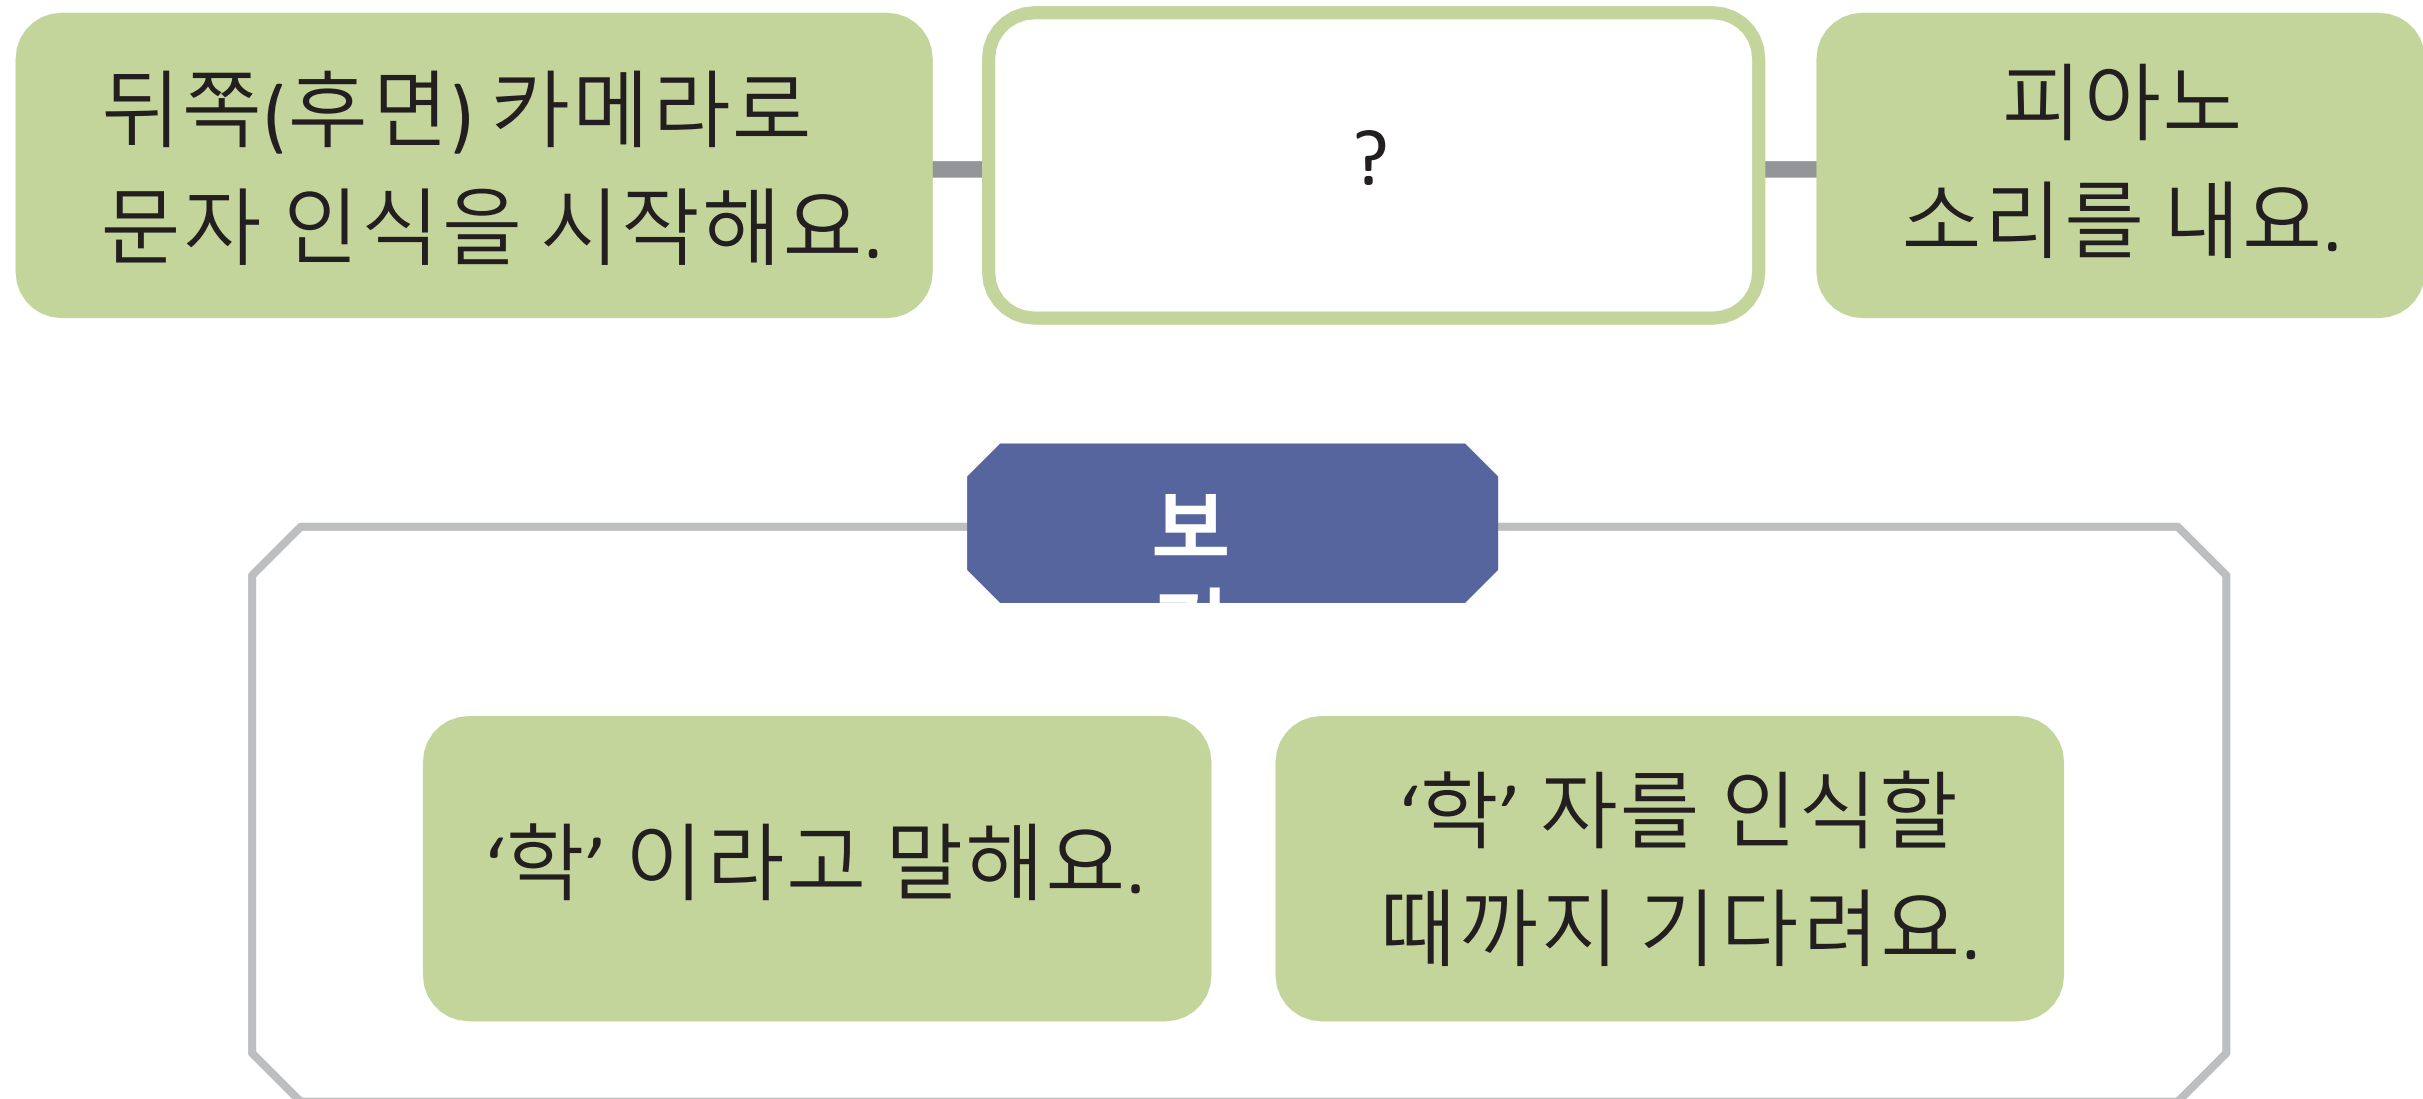 뒤쪽(후면) 카메라로
문자 인식을 시작해요.
?
피아노
소리를 내요.
보
‘학’ 이라고 말해요.
‘학’ 자를 인식할
때까지 기다려요.